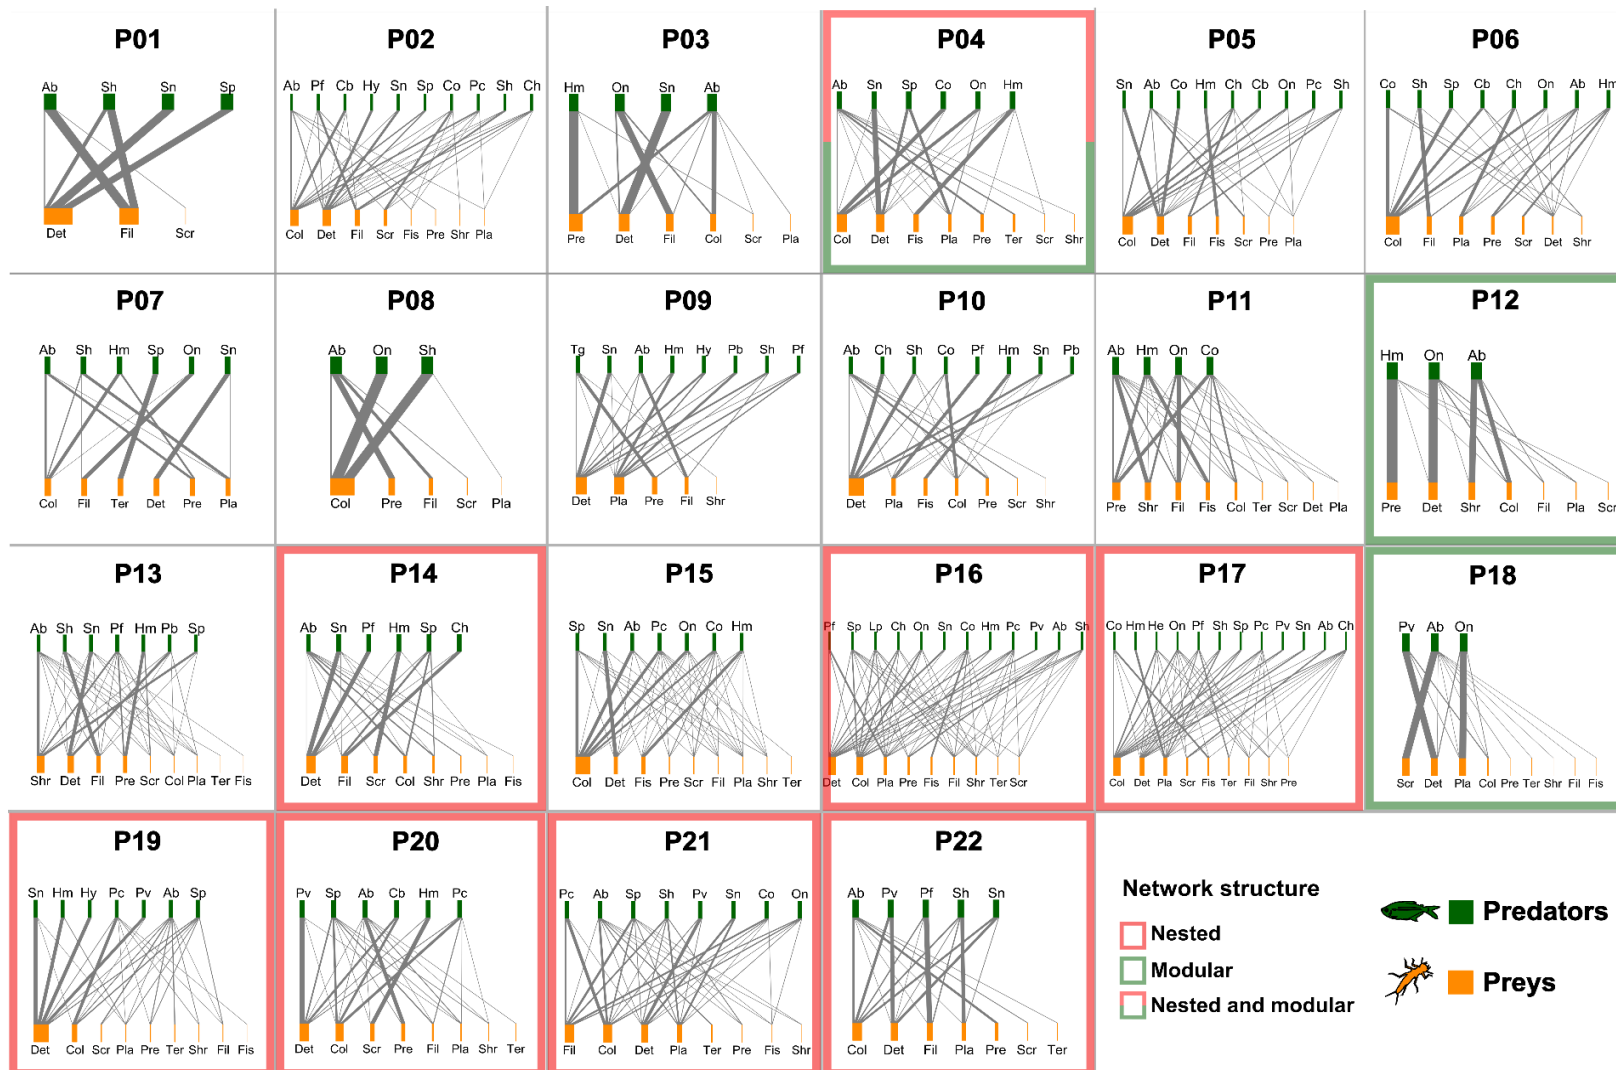 P01
Ab Sh Sn Sp
Det Fil Scr
P02
Ab Pf Cb Hy Sn Sp Co Pc Sh Ch
Col Det Fil Scr Fis Pre Shr Pla
P03
Hm On Sn Ab
Pre Det Fil Col Scr Pla
P04
Ab Sn Sp Co On Hm
Col Det Fis Pla Pre Ter Scr Shr
P05
Sn Ab Co Hm Ch Cb On Pc Sh
Col Det Fil Fis Scr Pre Pla
P06
Co Sh Sp Cb Ch On Ab Hm
Col Fil Pla Pre Scr Det Shr
P07
Ab Sh Hm Sp On Sn
Col Fil Ter Det Pre Pla
P08
Ab On Sh
Col Pre Fil Scr Pla
P09
Tg Sn Ab Hm Hy Pb Sh Pf
Det Pla Pre Fil Shr
P10
Ab Ch Sh Co Pf Hm Sn Pb
Det Pla Fis Col Pre Scr Shr
P11
Ab Hm On Co
Pre Shr Fil Fis Col Ter Scr Det Pla
P12
Hm On Ab
Pre Det Shr Col Fil Pla Scr
P13
Ab Sh Sn Pf Hm Pb Sp
Shr Det Fil Pre Scr Col Pla Ter Fis
P14
Ab Sn Pf Hm Sp Ch
Det Fil Scr Col Shr Pre Pla Fis
P15
Sp Sn Ab Pc On Co Hm
Col Det Fis Pre Scr Fil Pla Shr Ter
P16
Pf Sp Lp Ch On Sn Co Hm Pc Pv Ab Sh
Det Col Pla Pre Fis Fil Shr Ter Scr
P17
Co Hm He On Pf Sh Sp Pc Pv Sn Ab Ch
Col Det Pla Scr Fis Ter Fil Shr Pre
P18
Pv Ab On
Scr Det Pla Col Pre Ter Shr Fil Fis
P19
Sn Hm Hy Pc Pv Ab Sp
Det Col Scr Pla Pre Ter Shr Fil Fis
P20
Pv Sp Ab Cb Hm Pc
Det Col Scr Pre Fil Pla Shr Ter
P21
Pc Ab Sp Sh Pv Sn Co On
Fil Col Det Pla Ter Pre Fis Shr
P22
Ab Pv Pf Sh Sn
Col Det Fil Pla Pre Scr Ter
Network structure
Nested
Modular
Nested and modular
Predators
Preys